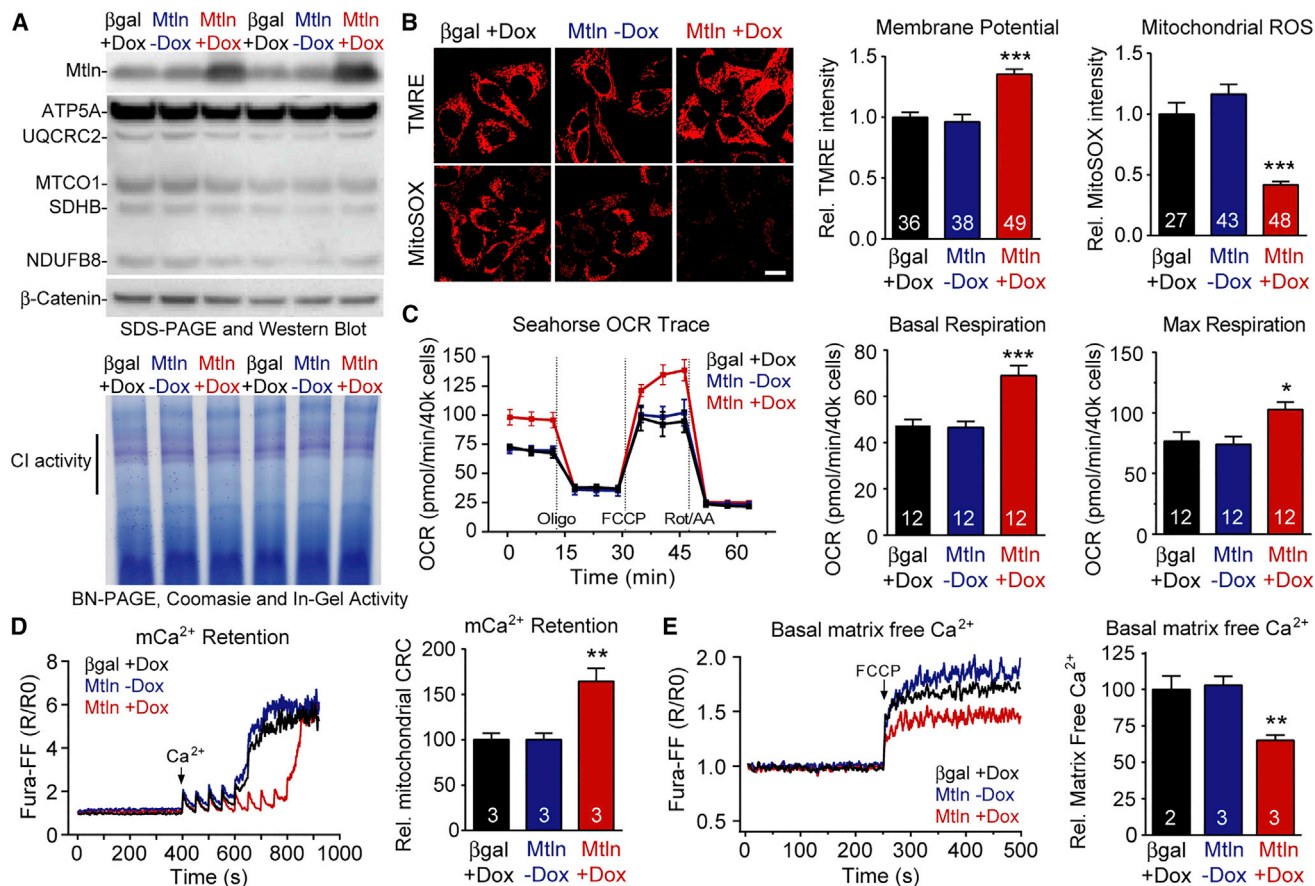 A
βgal Mtln Mtln βgal Mtln Mtln
+Dox -Dox +Dox +Dox -Dox +Dox
Mtln-
ATP5A-
UQCRC2-
MTCO1-
SDHB-
NDUFB8-
β-Catenin-
SDS-PAGE and Western Blot
βgal Mtln Mtln βgal Mtln Mtln
+Dox -Dox +Dox +Dox -Dox +Dox
CI activity
BN-PAGE, Coomasie and In-Gel Activity
B
βgal +Dox Mtln -Dox Mtln +Dox
TMRE
MitoSOX
Membrane Potential
Rel. TMRE intensity
1.5
1.0
0.5
0.0
***
36 38 49
βgal Mtln Mtln
+Dox -Dox +Dox
Mitochondrial ROS
Rel. MitoSOX intensity
1.5
1.0
0.5
0.0
***
27 43 48
βgal Mtln Mtln
+Dox -Dox +Dox
C
Seahorse OCR Trace
OCR (pmol/min/40k cells)
150
125
100
75
50
25
0
βgal +Dox
Mtln -Dox
Mtln +Dox
Oligo FCCP Rot/AA
0 15 30 45 60
Time (min)
Basal Respiration
OCR (pmol/min/40k cells)
80
60
40
20
0
***
12 12 12
βgal Mtln Mtln
+Dox -Dox +Dox
Max Respiration
OCR (pmol/min/40k cells)
150
125
100
75
50
25
0
*
12 12 12
βgal Mtln Mtln
+Dox -Dox +Dox
D
mCa²⁺ Retention
Fura-FF (R/R0)
8
6
4
2
0
βgal +Dox
Mtln -Dox
Mtln +Dox
Ca²⁺
0 200 400 600 800 1000
Time (s)
mCa²⁺ Retention
Rel. mitochondrial CRC
200
150
100
50
0
**
3 3 3
βgal Mtln Mtln
+Dox -Dox +Dox
E
Basal matrix free Ca²⁺
Fura-FF (R/R0)
2.0
1.5
1.0
0.5
FCCP
βgal +Dox
Mtln -Dox
Mtln +Dox
0 100 200 300 400 500
Time (s)
Basal matrix free Ca²⁺
Rel. Matrix Free Ca²⁺
125
100
75
50
25
0
**
2 3 3
βgal Mtln Mtln
+Dox -Dox +Dox